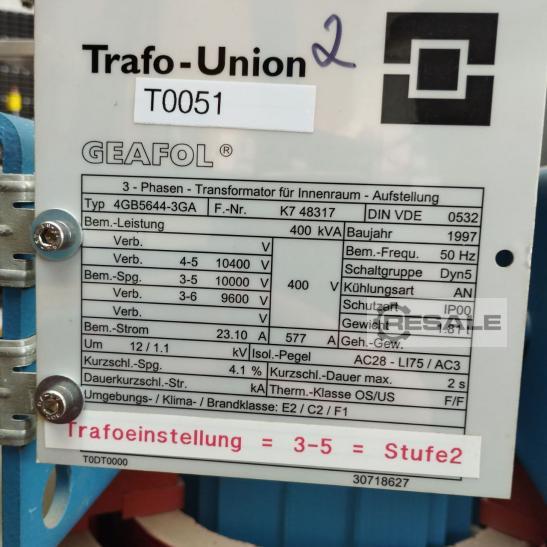 2
Trafo-Union
T0051
GEAFOL®
3 - Phasen - Transformator für Innenraum - Aufstellung
Typ 4GB5644-3GA F.-Nr. K7 48317 DIN VDE 0532
Bem.-Leistung 400 kVA Baujahr 1997
Verb. V Bem.-Frequ. 50 Hz
Verb. 4-5 10400 V Schaltgruppe Dyn5
Bem.-Spg. 3-5 10000 V 400 V Kühlungsart AN
Verb. 3-6 9600 V Schutzart IP00
Verb. V Gewicht 1.81 t
Bem.-Strom 23.10 A 577 A Geh.-Gew.
Um 12 / 1.1 kV Isol.-Pegel AC28 - LI75 / AC3
Kurzschl.-Spg. 4.1 % Kurzschl.-Dauer max. 2 s
Dauerkurzschl.-Str. kA Therm.-Klasse OS/US F/F
Umgebungs- / Klima- / Brandklasse: E2 / C2 / F1
Trafoeinstellung = 3-5 = Stufe2
T0DT0000
30718627
RESALE